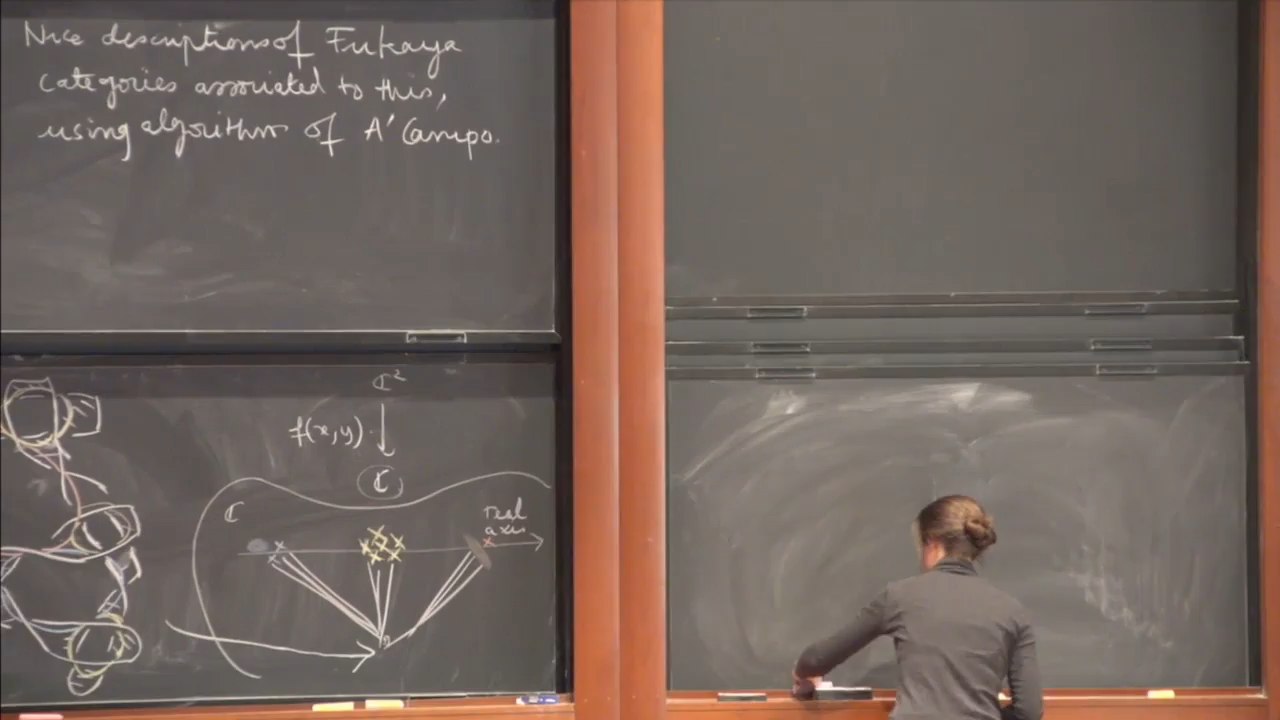 Nice descriptions of Fukaya
categories associated to this,
using algorithm of A'Campo.
ℂ²
f(x,y) ↓
ℂ
ℂ
real
axis